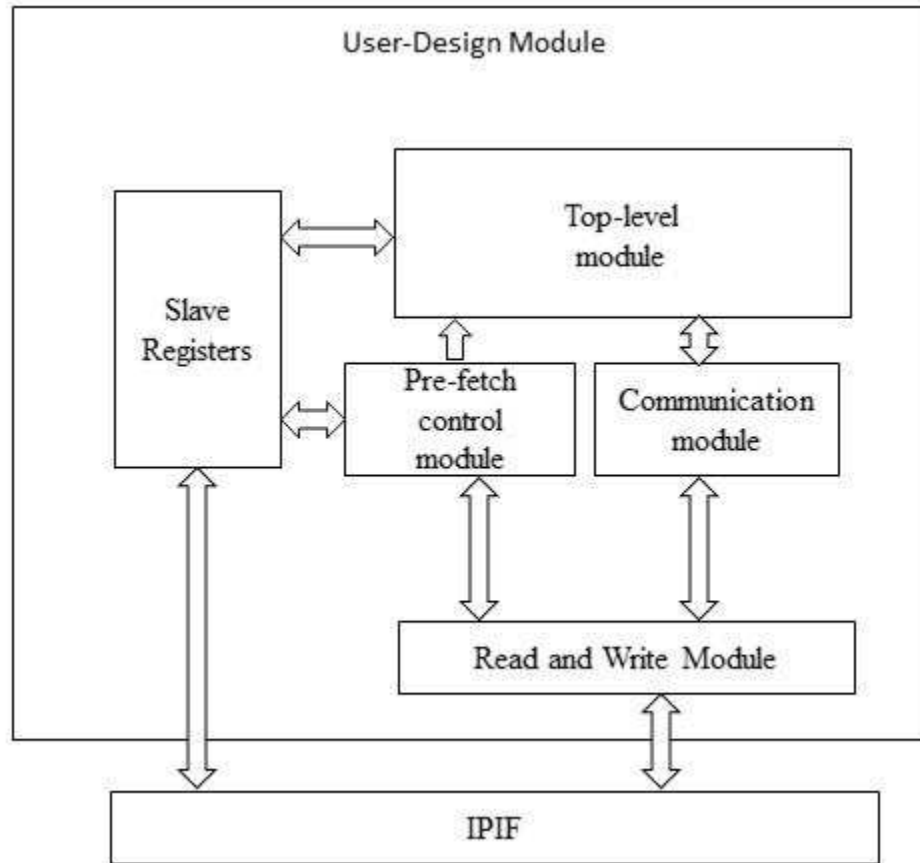 User-Design Module
Top-level
module
Slave
Registers
Pre-fetch
control
module
Communication
module
Read and Write Module
IPIF